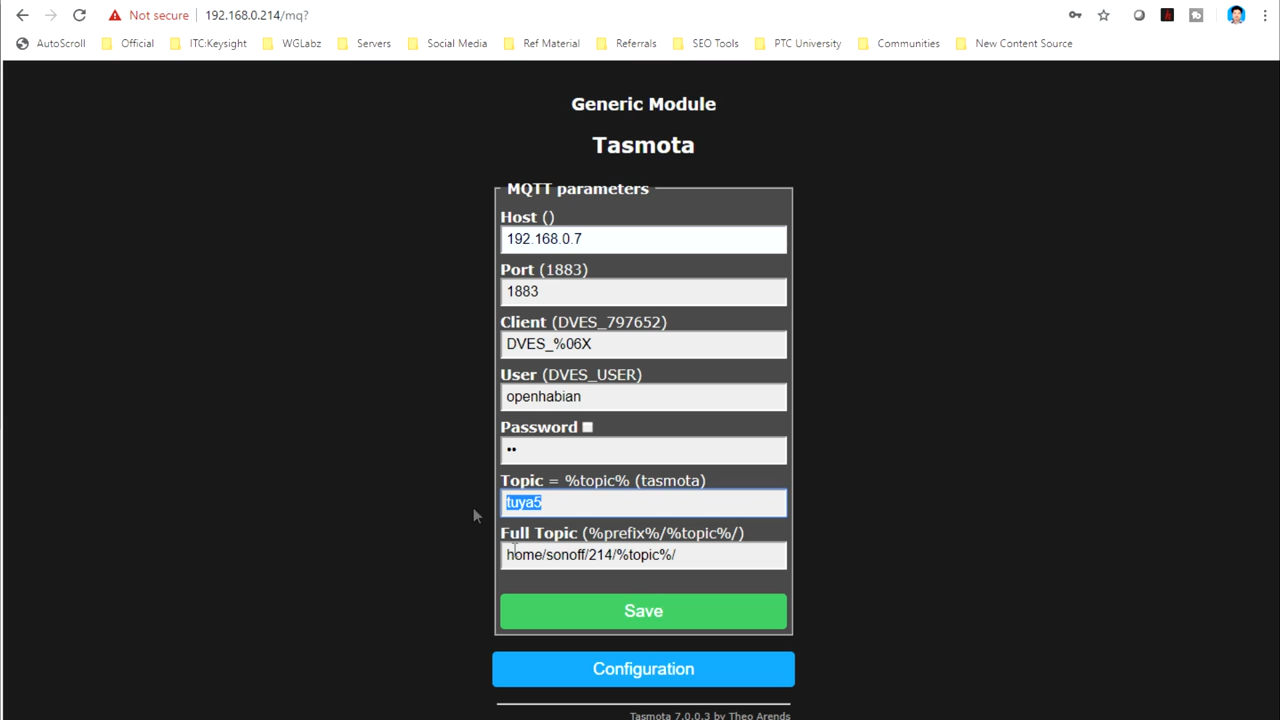 Not secure | 192.168.0.214/mq?
AutoScroll Official ITC:Keysight WGLabz Servers Social Media Ref Material Referrals SEO Tools PTC University Communities New Content Source
Generic Module
Tasmota
MQTT parameters
Host ()
192.168.0.7
Port (1883)
1883
Client (DVES_797652)
DVES_%06X
User (DVES_USER)
openhabian
Password
••
Topic = %topic% (tasmota)
tuya5
Full Topic (%prefix%/%topic%/)
home/sonoff/214/%topic%/
Save
Configuration
Tasmota 7.0.0.3 by Theo Arends